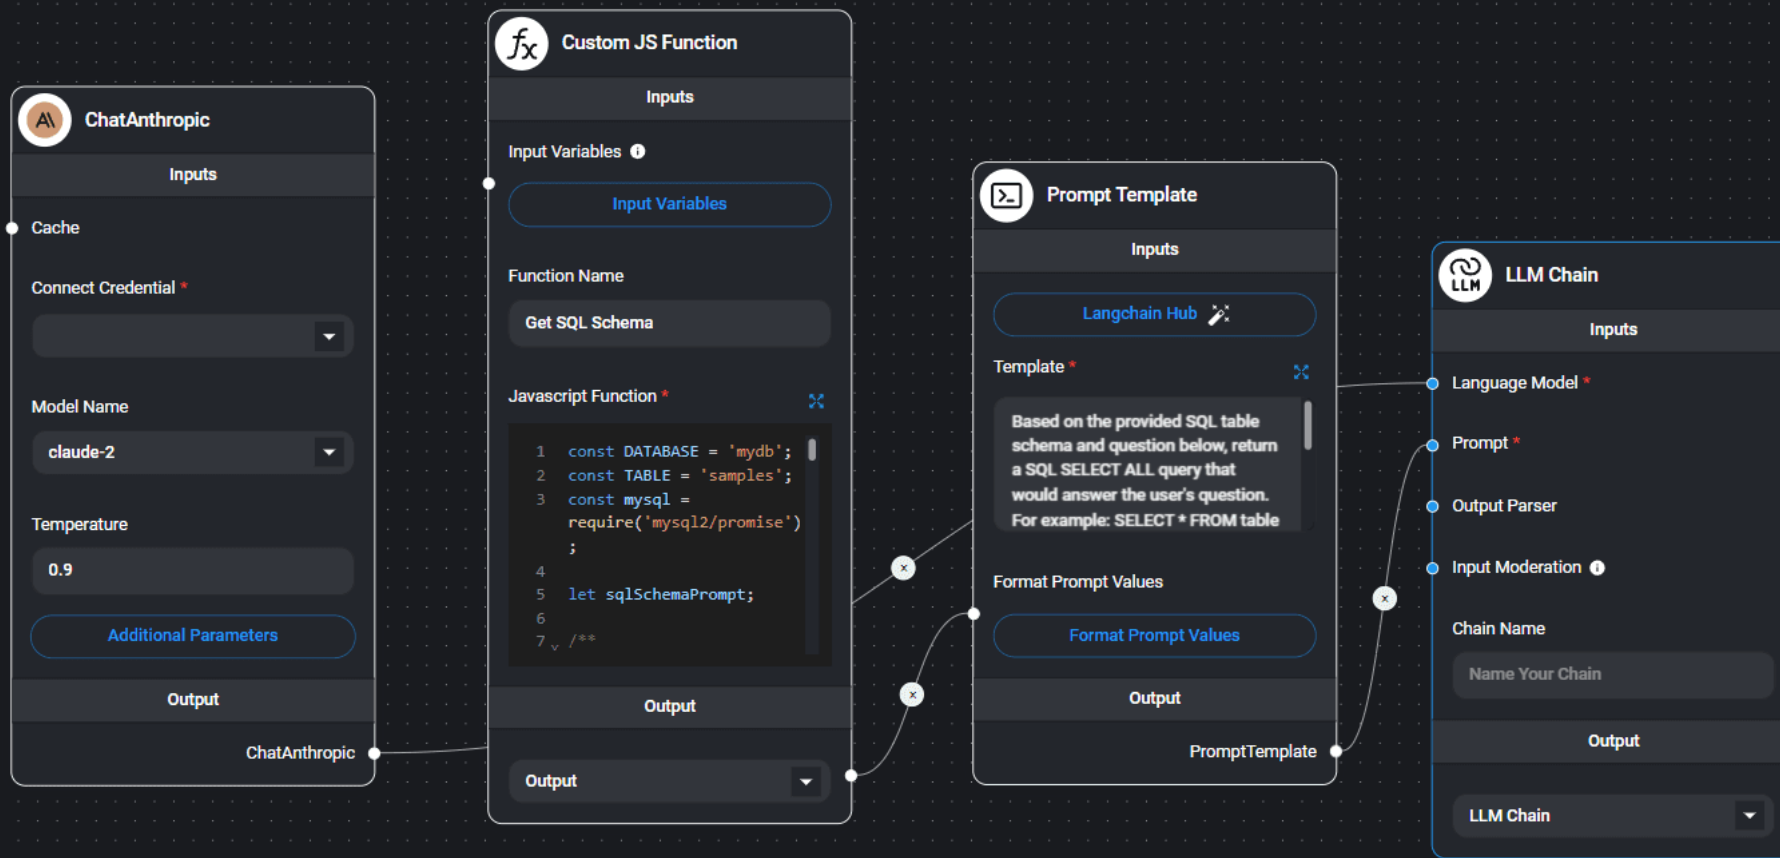 ChatAnthropic
Inputs
Cache
Connect Credential *
Model Name
claude-2
Temperature
0.9
Additional Parameters
Output
ChatAnthropic
fx
Custom JS Function
Inputs
Input Variables i
Input Variables
Function Name
Get SQL Schema
Javascript Function *
1 const DATABASE = 'mydb';
2 const TABLE = 'samples';
3 const mysql =
require('mysql2/promise')
;
4
5 let sqlSchemaPrompt;
6
7 /**
Output
Output
x
x
Prompt Template
Inputs
Langchain Hub
Template *
Based on the provided SQL table
schema and question below, return
a SQL SELECT ALL query that
would answer the user's question.
For example: SELECT * FROM table
Format Prompt Values
Format Prompt Values
Output
PromptTemplate
x
LLM
LLM Chain
Inputs
Language Model *
Prompt *
Output Parser
Input Moderation i
Chain Name
Name Your Chain
Output
LLM Chain